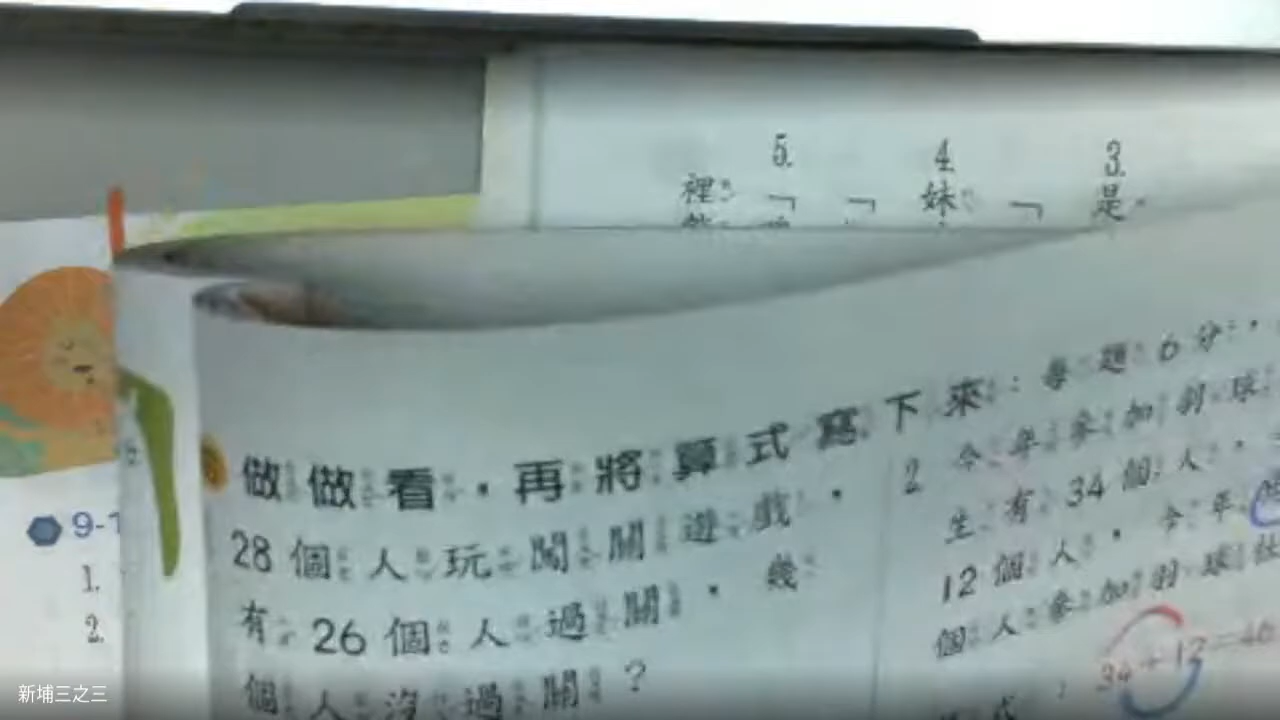 5.
裡
4.
妹
3.
是
9-1
1.
2.
做做看，再將算式寫下來：每題6分，
28個人玩闖關遊戲，
有26個人過關，幾
個人沒過關？
2 今年參加羽球
生有34個人，
12個人，今年
個人參加羽球社
34+12=46
新埔三之三